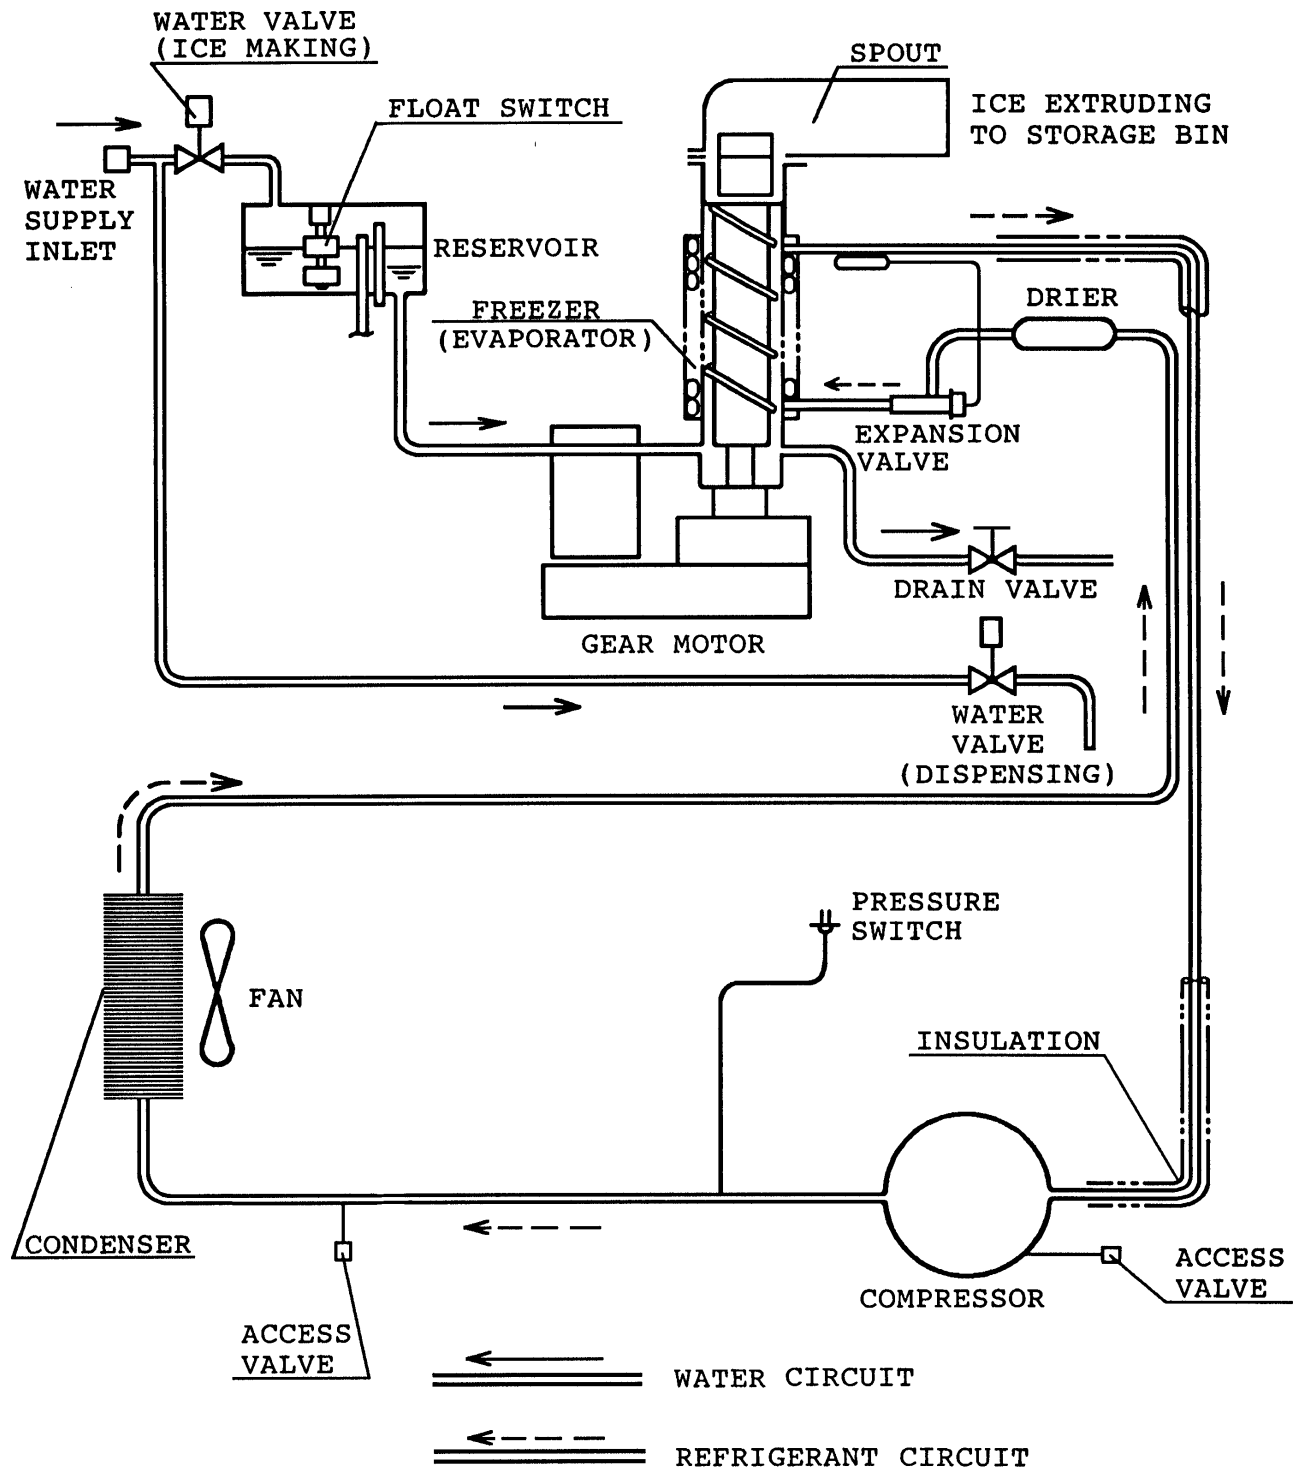 WATER VALVE
(ICE MAKING)
SPOUT
FLOAT SWITCH
ICE EXTRUDING
TO STORAGE BIN
WATER
SUPPLY
INLET
RESERVOIR
DRIER
FREEZER
(EVAPORATOR)
EXPANSION
VALVE
DRAIN VALVE
GEAR MOTOR
WATER
VALVE
(DISPENSING)
PRESSURE
SWITCH
FAN
INSULATION
CONDENSER
ACCESS
VALVE
COMPRESSOR
ACCESS
VALVE
WATER CIRCUIT
REFRIGERANT CIRCUIT